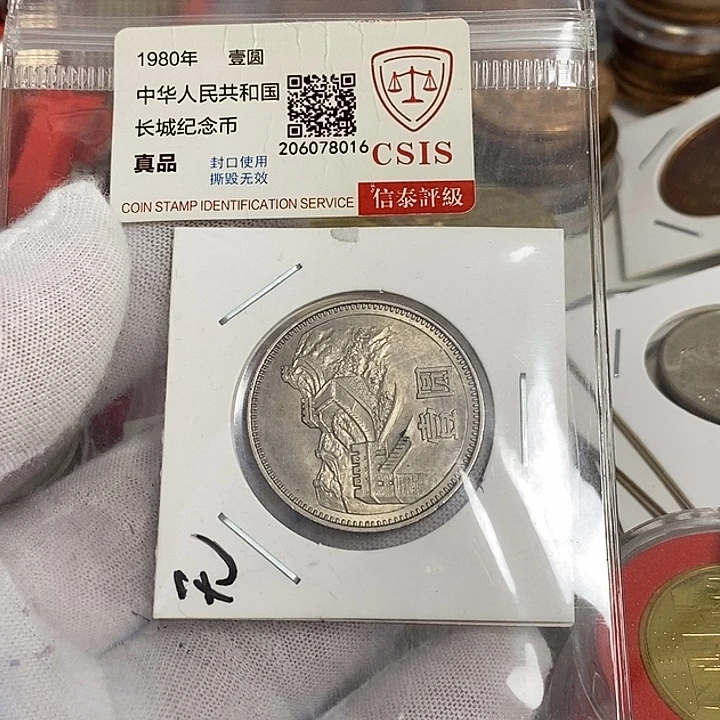 1980年 壹圆
中华人民共和国
长城纪念币
真品 封口使用
撕毁无效
206078016
CSIS
COIN STAMP IDENTIFICATION SERVICE
信泰評級
壹圆
元